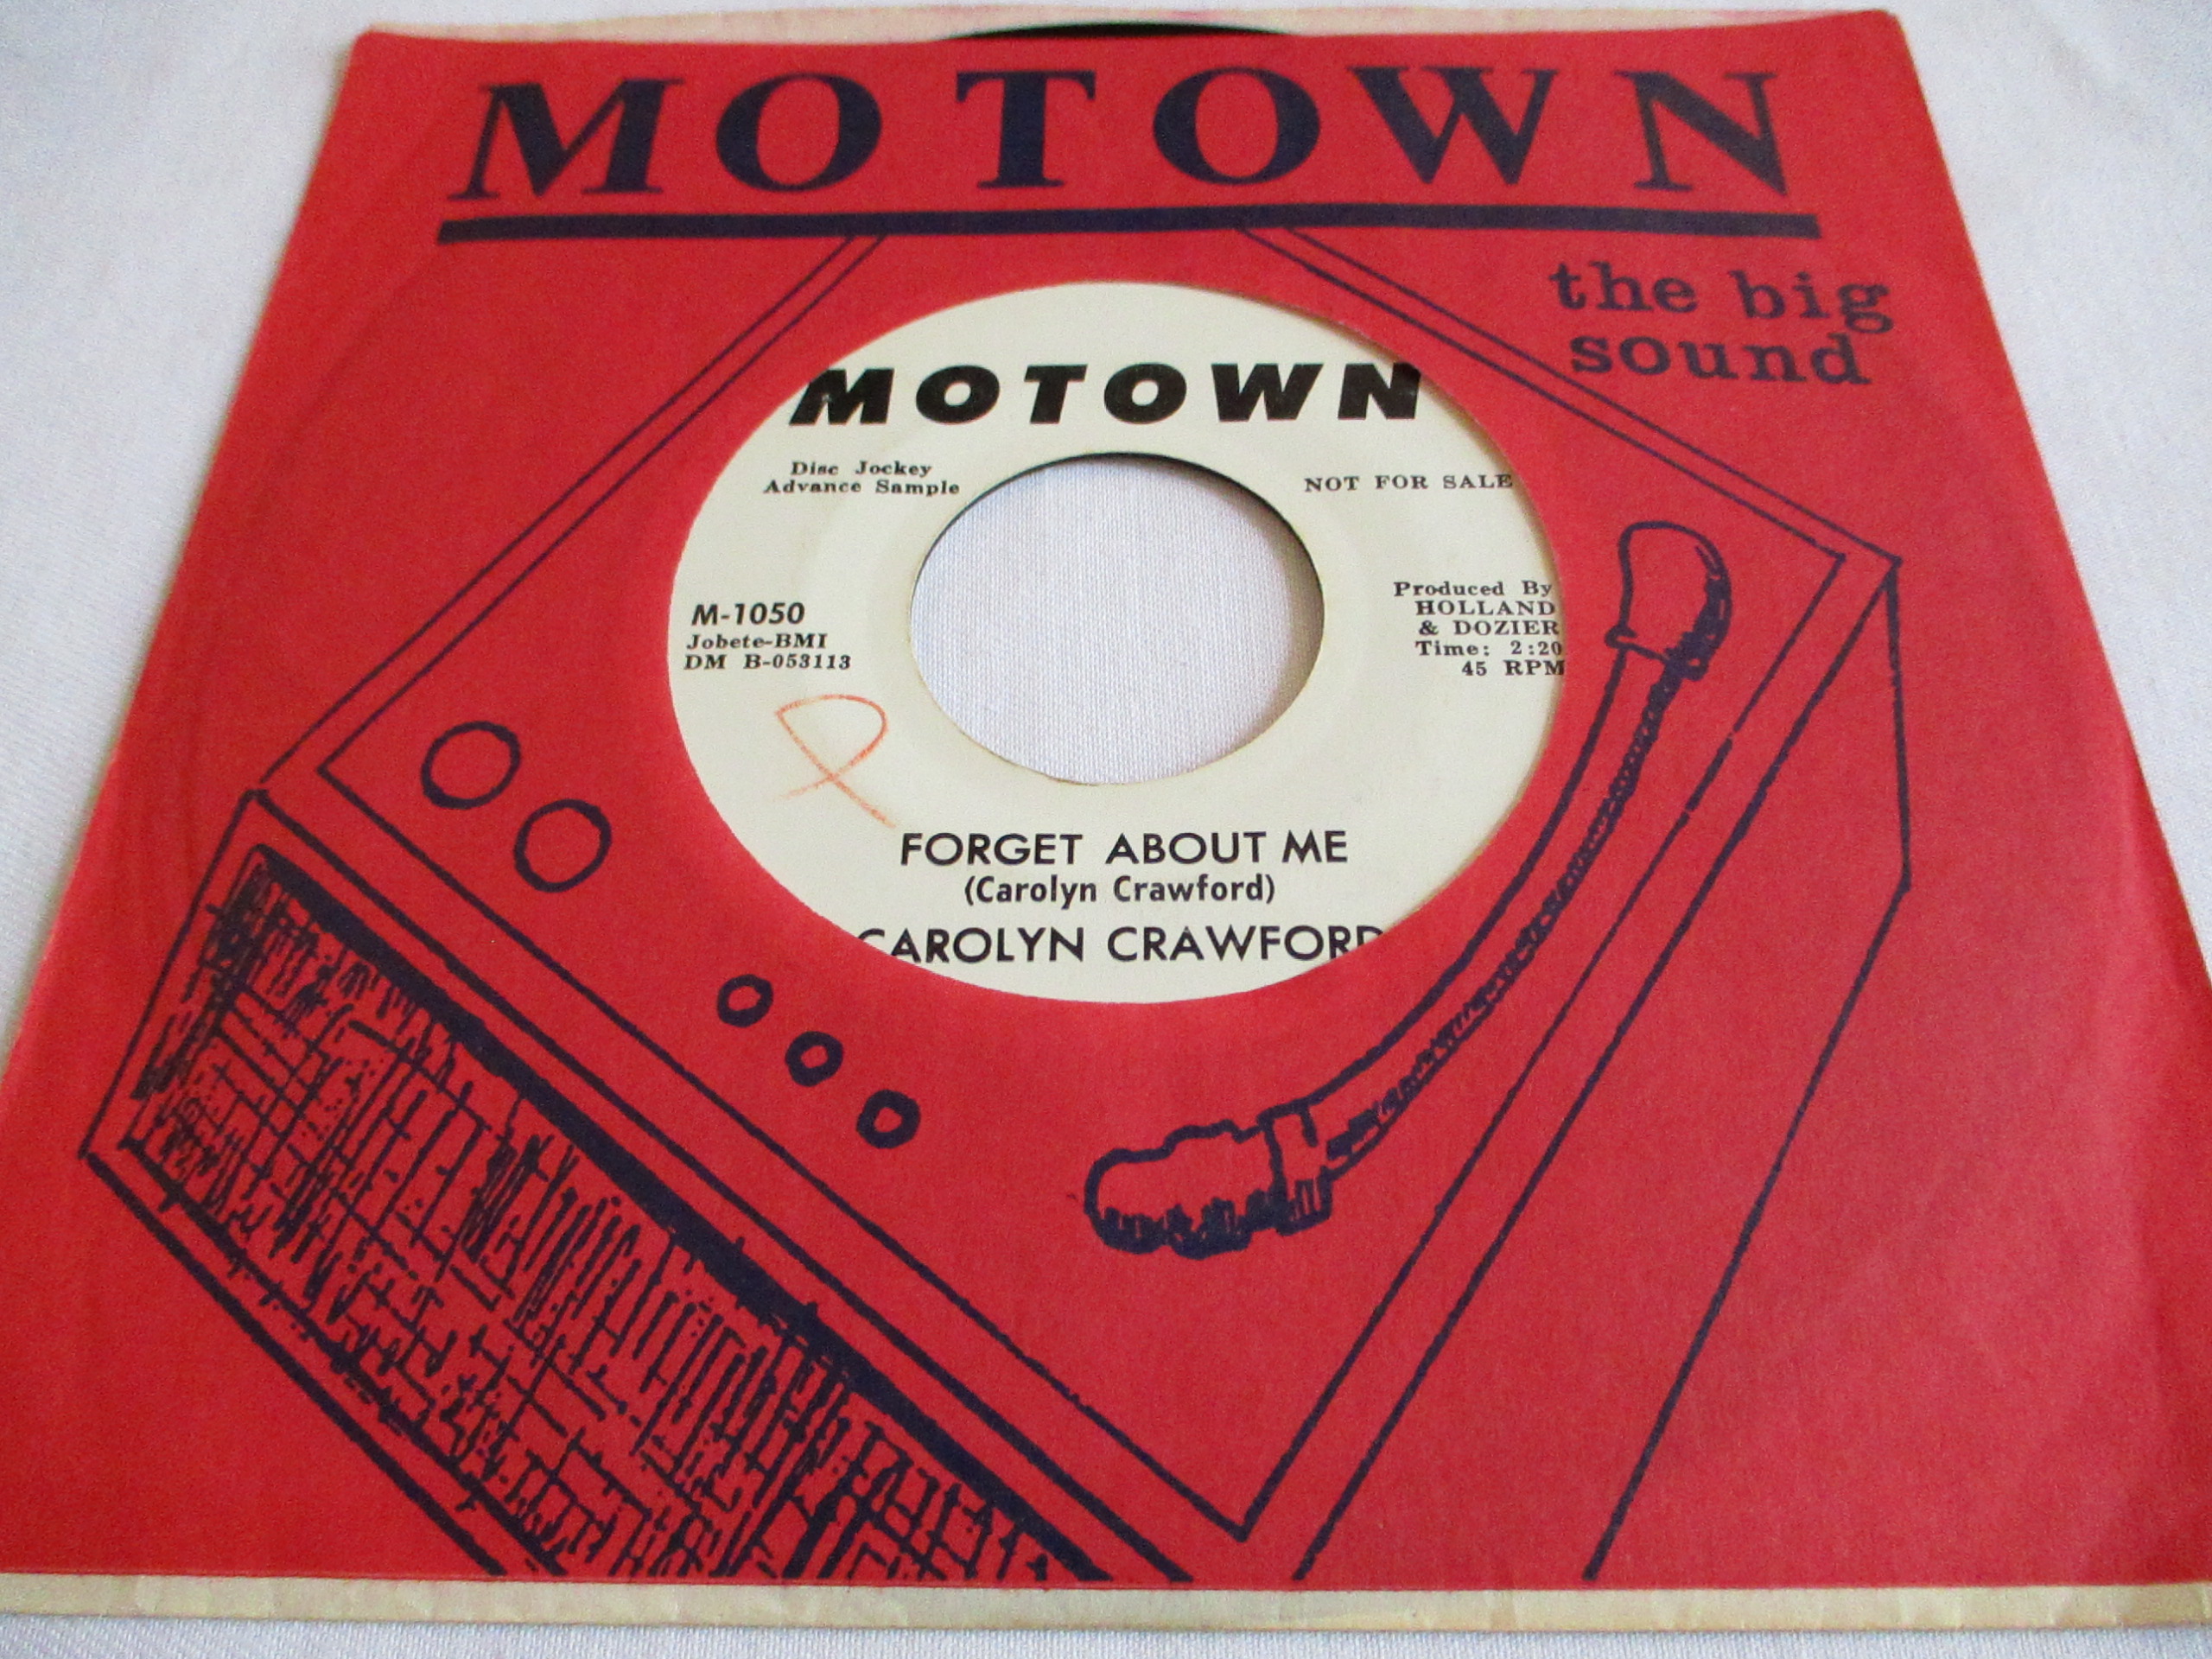 MOTOWN
the big
sound
MOTOWN
Disc Jockey
Advance Sample
NOT FOR SALE
M-1050
Jobete-BMI
DM B-053113
Produced By
HOLLAND
& DOZIER
Time: 2:20
45 RPM
FORGET ABOUT ME
(Carolyn Crawford)
CAROLYN CRAWFORD